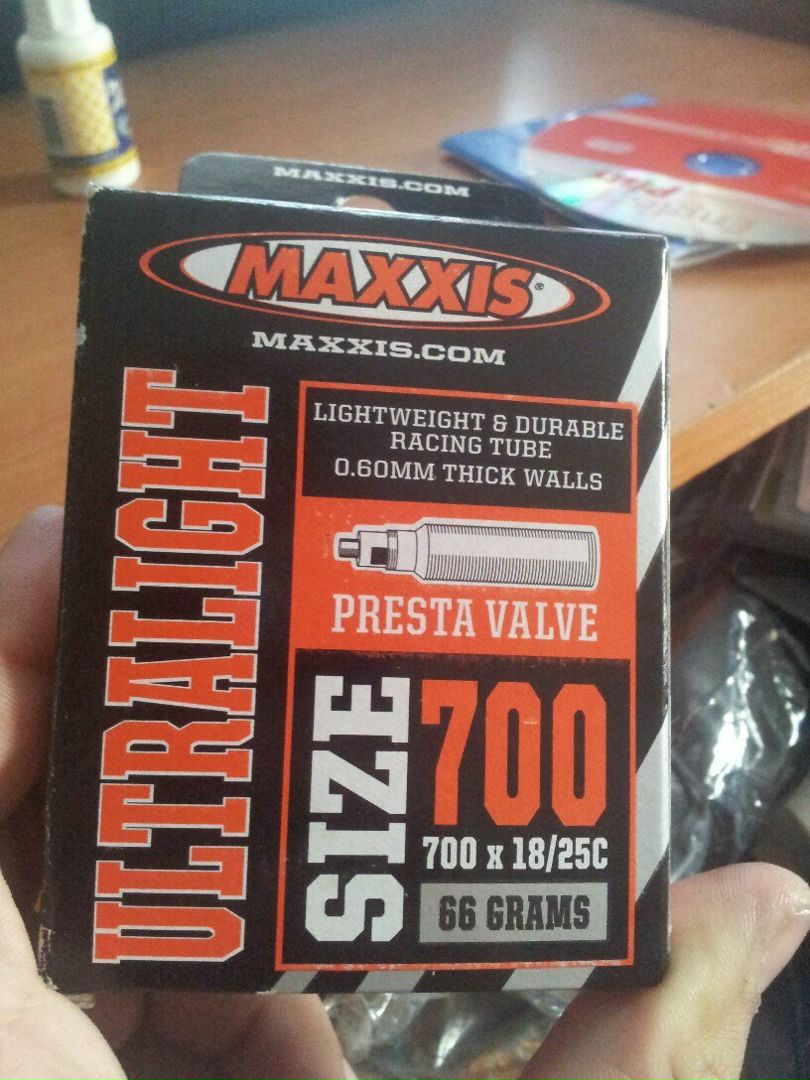 MAXXIS.COM
MAXXIS®
MAXXIS.COM
ULTRALIGHT
LIGHTWEIGHT & DURABLE
RACING TUBE
0.60MM THICK WALLS
PRESTA VALVE
SIZE
700
700 x 18/25C
66 GRAMS